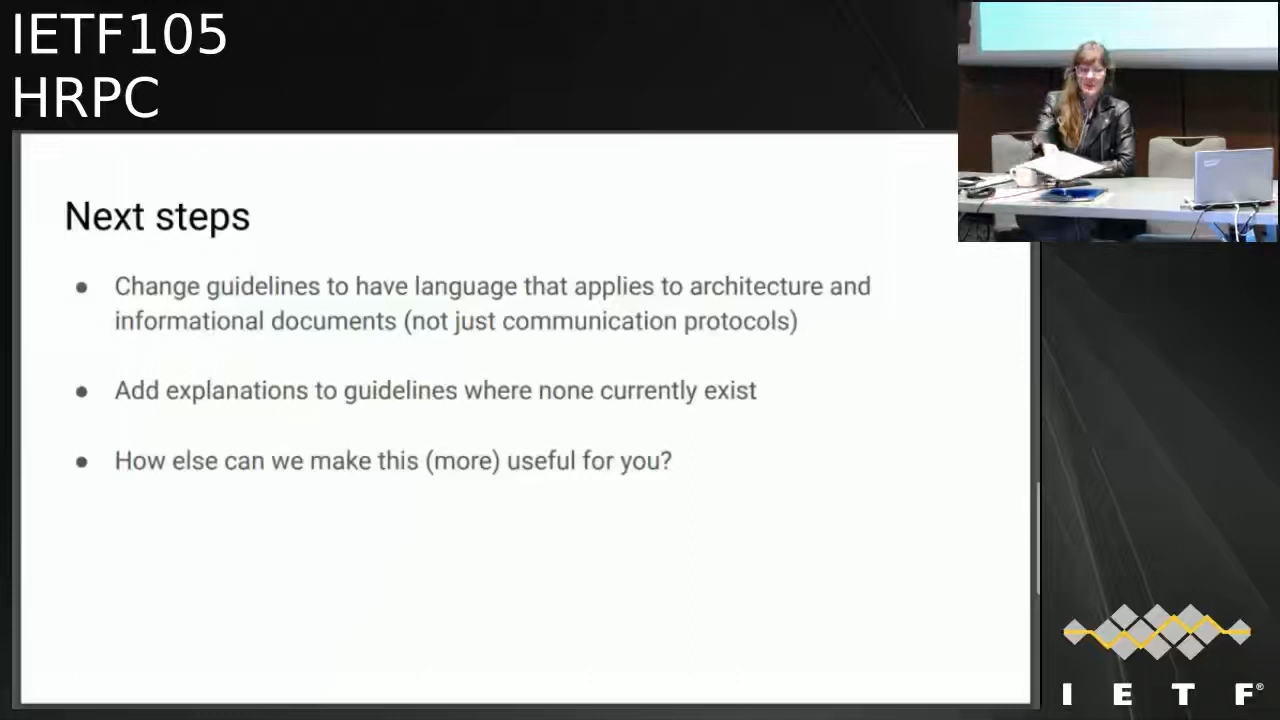 IETF105
HRPC
Next steps
● Change guidelines to have language that applies to architecture and
informational documents (not just communication protocols)
● Add explanations to guidelines where none currently exist
● How else can we make this (more) useful for you?
I E T F®